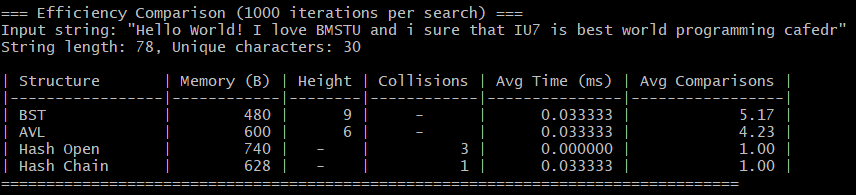 === Efficiency Comparison (1000 iterations per search) ===
Input string: "Hello World! I love BMSTU and i sure that IU7 is best world programming cafedr"
String length: 78, Unique characters: 30
| Structure | Memory (B) | Height | Collisions | Avg Time (ms) | Avg Comparisons |
|----------------|------------|--------|------------|---------------|-----------------|
| BST | 480 | 9 | - | 0.033333 | 5.17 |
| AVL | 600 | 6 | - | 0.033333 | 4.23 |
| Hash Open | 740 | - | 3 | 0.000000 | 1.00 |
| Hash Chain | 628 | - | 1 | 0.033333 | 1.00 |
==================================================================================